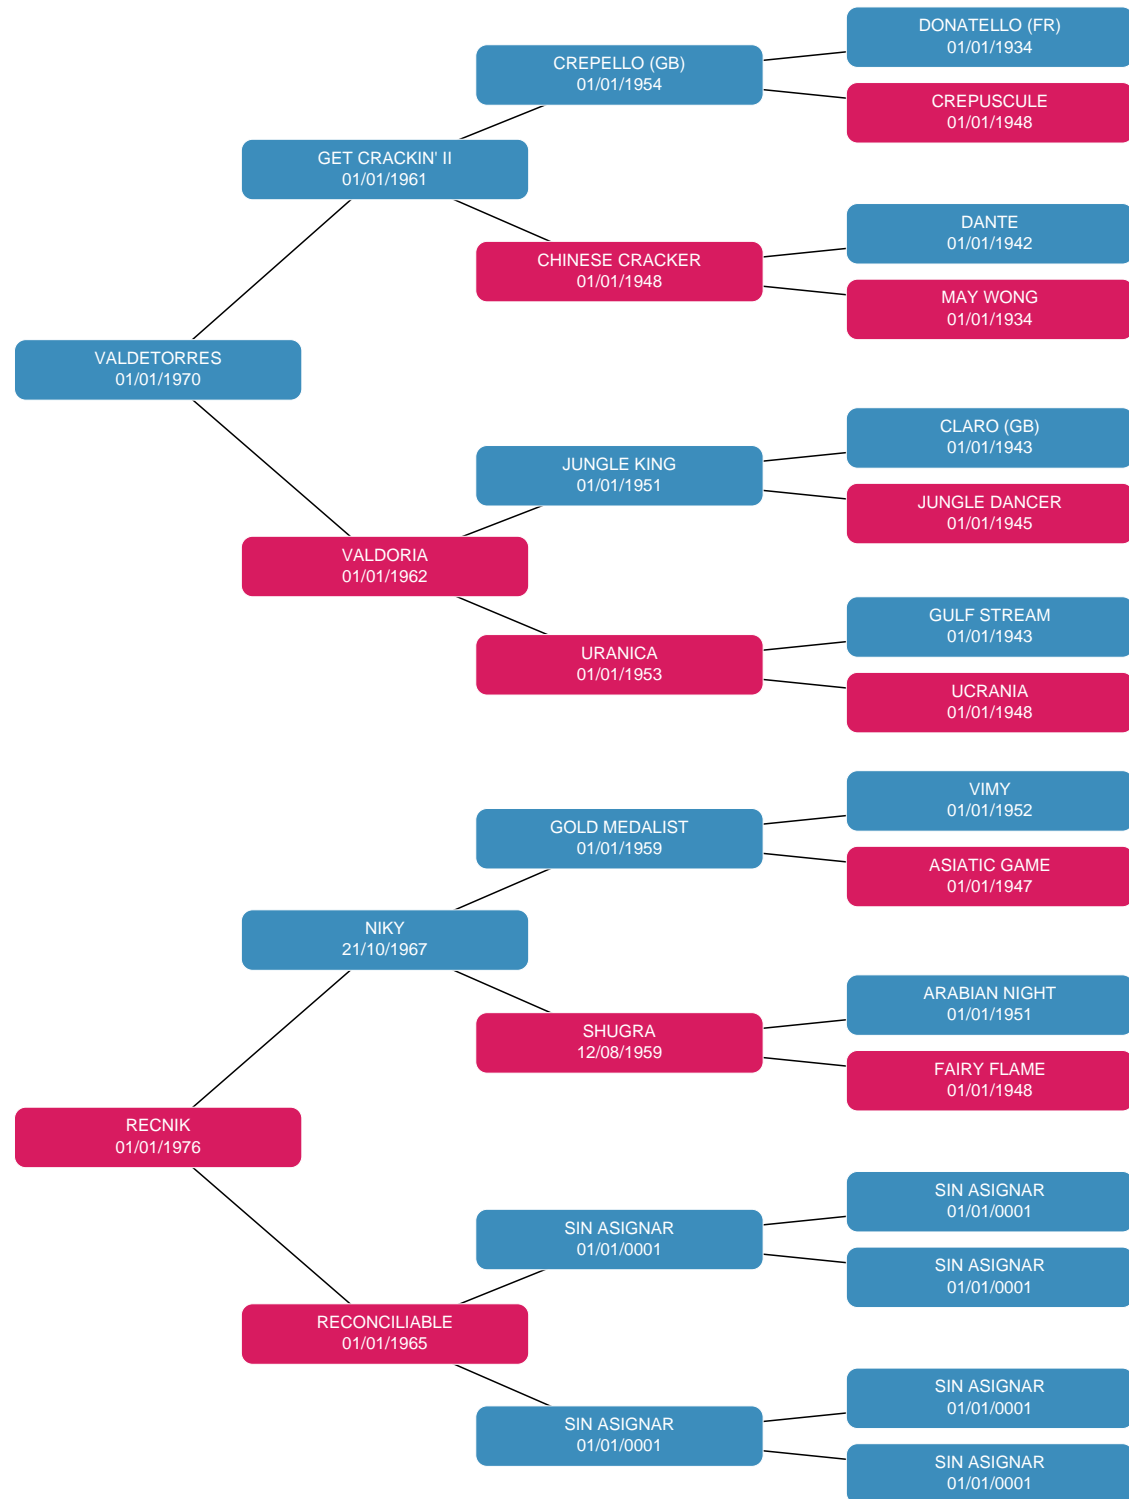 DONATELLO (FR)
01/01/1934
CREPELLO (GB)
01/01/1954
CREPUSCULE
01/01/1948
GET CRACKIN' II
01/01/1961
DANTE
01/01/1942
CHINESE CRACKER
01/01/1948
MAY WONG
01/01/1934
VALDETORRES
01/01/1970
CLARO (GB)
01/01/1943
JUNGLE KING
01/01/1951
JUNGLE DANCER
01/01/1945
VALDORIA
01/01/1962
GULF STREAM
01/01/1943
URANICA
01/01/1953
UCRANIA
01/01/1948
VIMY
01/01/1952
GOLD MEDALIST
01/01/1959
ASIATIC GAME
01/01/1947
NIKY
21/10/1967
ARABIAN NIGHT
01/01/1951
SHUGRA
12/08/1959
FAIRY FLAME
01/01/1948
RECNIK
01/01/1976
SIN ASIGNAR
01/01/0001
SIN ASIGNAR
01/01/0001
SIN ASIGNAR
01/01/0001
RECONCILIABLE
01/01/1965
SIN ASIGNAR
01/01/0001
SIN ASIGNAR
01/01/0001
SIN ASIGNAR
01/01/0001